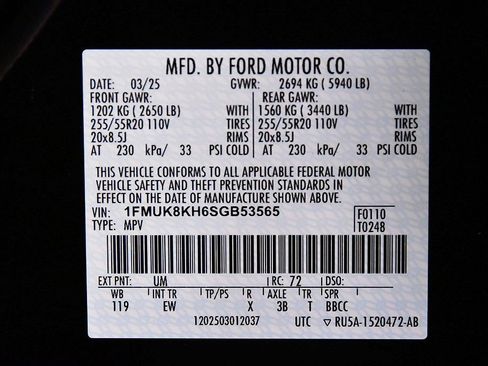 MFD. BY FORD MOTOR CO.
DATE: 03/25 GVWR: 2694 KG ( 5940 LB)
FRONT GAWR: REAR GAWR:
1202 KG ( 2650 LB) WITH 1560 KG ( 3440 LB) WITH
255/55R20 110V TIRES 255/55R20 110V TIRES
20x8.5J RIMS 20x8.5J RIMS
AT 230 kPa/ 33 PSI COLD AT 230 kPa/ 33 PSI COLD
THIS VEHICLE CONFORMS TO ALL APPLICABLE FEDERAL MOTOR
VEHICLE SAFETY AND THEFT PREVENTION STANDARDS IN
EFFECT ON THE DATE OF MANUFACTURE SHOWN ABOVE.
VIN: 1FMUK8KH6SGB53565 F0110
TYPE: MPV T0248
EXT PNT: UM RC: 72 DSO:
WB INT TR TP/PS R AXLE TR SPR
119 EW X 3B T BBCC
1202503012037 UTC ▽ RU5A-1520472-AB